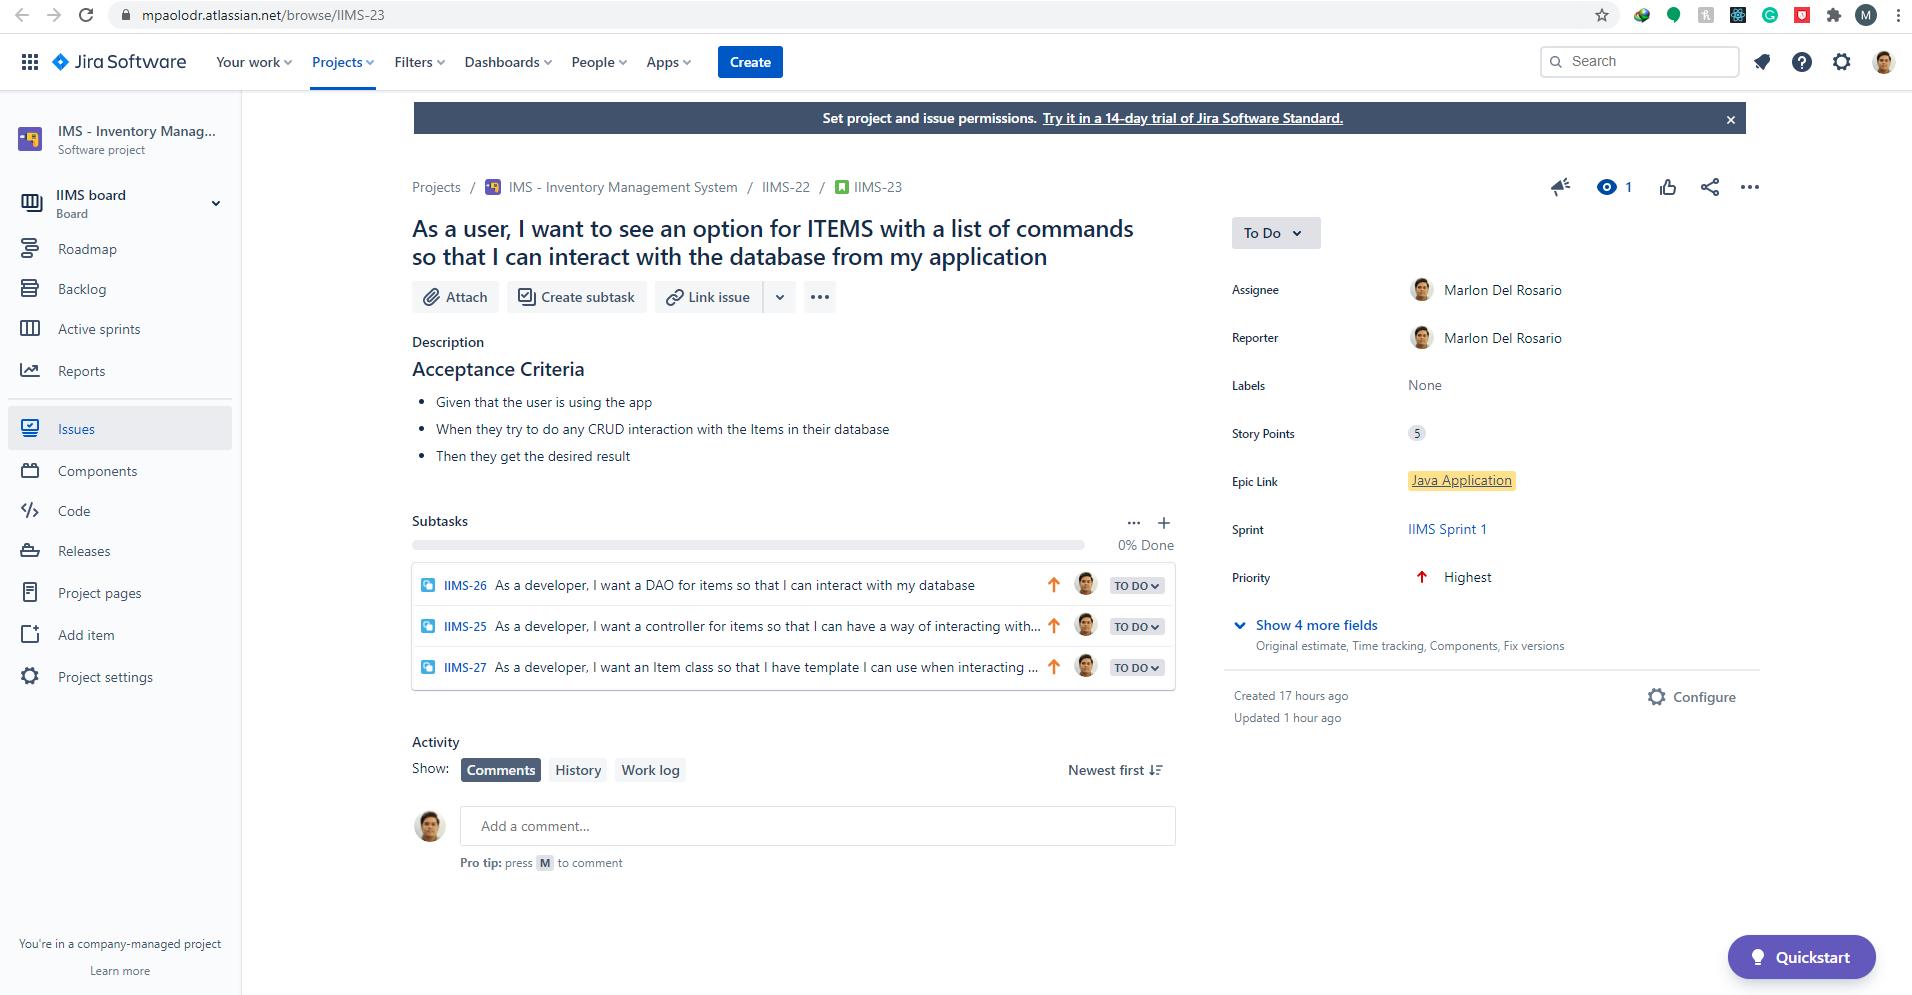 mpaolodr.atlassian.net/browse/IIMS-23
M
Jira Software
Your work
Projects
Filters
Dashboards
People
Apps
Create
Search
IMS - Inventory Manag...
Software project
IIMS board
Board
Roadmap
Backlog
Active sprints
Reports
Issues
Components
Code
Releases
Project pages
Add item
Project settings
You're in a company-managed project
Learn more
Set project and issue permissions. Try it in a 14-day trial of Jira Software Standard.
Projects / IMS - Inventory Management System / IIMS-22 / IIMS-23
1
As a user, I want to see an option for ITEMS with a list of commands
so that I can interact with the database from my application
Attach
Create subtask
Link issue
Description
Acceptance Criteria
Given that the user is using the app
When they try to do any CRUD interaction with the Items in their database
Then they get the desired result
Subtasks
0% Done
IIMS-26 As a developer, I want a DAO for items so that I can interact with my database TO DO
IIMS-25 As a developer, I want a controller for items so that I can have a way of interacting with... TO DO
IIMS-27 As a developer, I want an Item class so that I have template I can use when interacting ... TO DO
Activity
Show: Comments History Work log
Newest first
Add a comment...
Pro tip: press M to comment
To Do
Assignee Marlon Del Rosario
Reporter Marlon Del Rosario
Labels None
Story Points 5
Epic Link Java Application
Sprint IIMS Sprint 1
Priority Highest
Show 4 more fields
Original estimate, Time tracking, Components, Fix versions
Created 17 hours ago
Updated 1 hour ago
Configure
Quickstart